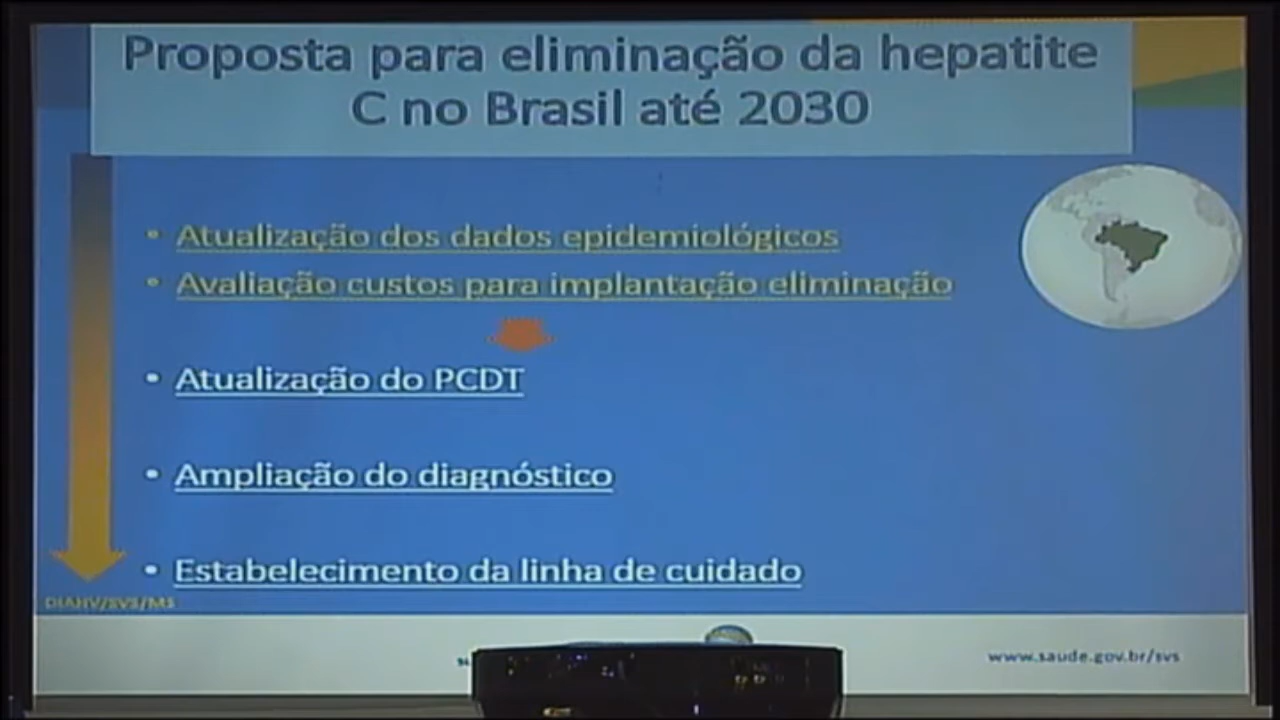 Proposta para eliminação da hepatite
C no Brasil até 2030
• Atualização dos dados epidemiológicos
• Avaliação custos para implantação eliminação
• Atualização do PCDT
• Ampliação do diagnóstico
• Estabelecimento da linha de cuidado
DIAHV/SVS/MS
www.saude.gov.br/svs